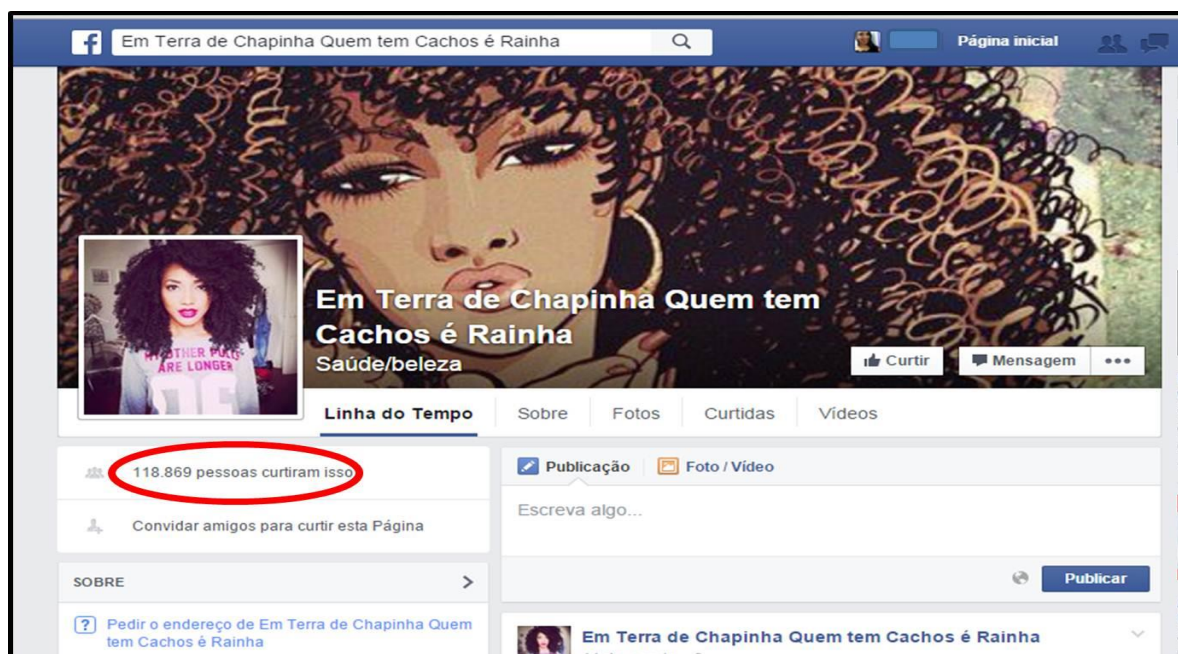 Em Terra de Chapinha Quem tem Cachos é Rainha
Página inicial
Em Terra de Chapinha Quem tem
Cachos é Rainha
Saúde/beleza
Curtir
Mensagem
ARE LONGER
Linha do Tempo
Sobre
Fotos
Curtidas
Vídeos
118.869 pessoas curtiram isso
Convidar amigos para curtir esta Página
SOBRE
Pedir o endereço de Em Terra de Chapinha Quem
tem Cachos é Rainha
Publicação
Foto / Vídeo
Escreva algo...
Publicar
Em Terra de Chapinha Quem tem Cachos é Rainha